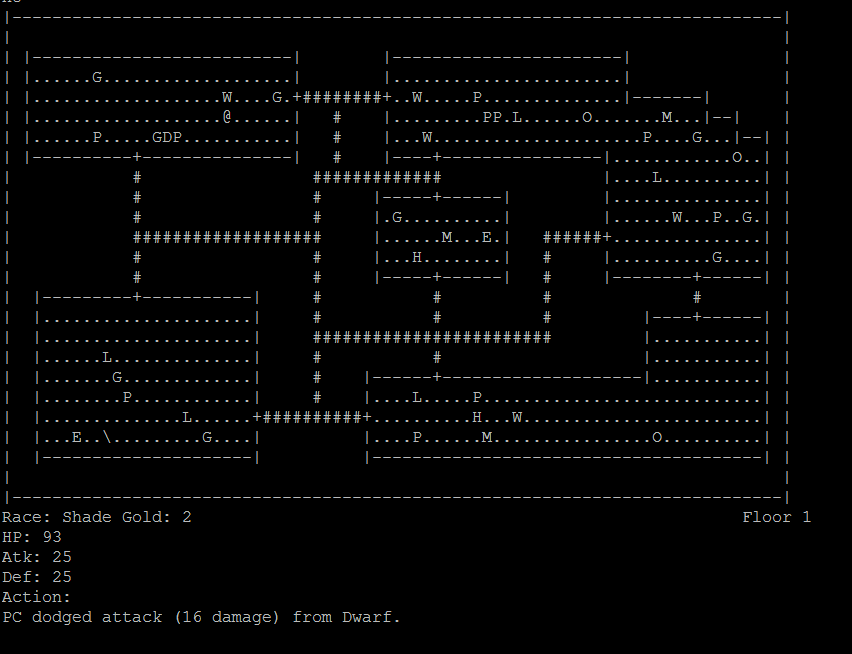 |-----------------------------------------------------------------------------|
|                                                                             |
| |--------------------------|        |-----------------------|               |
| |......G...................|        |.......................|               |
| |...................W....G.+########+..W.....P..............|-------|       |
| |...................@......|   #    |.........PP.L......O.......M...|--|    |
| |......P.....GDP...........|   #    |...W.....................P....G...|--| |
| |----------+---------------|   #    |----+----------------|............O..| |
|            #                 #############                |....L..........| |
|            #                 #     |-----+------|         |...............| |
|            #                 #     |.G..........|         |......W...P..G.| |
|            ###################     |......M...E.|   ######+...............| |
|            #                 #     |...H........|   #     |..........G....| |
|            #                 #     |-----+------|   #     |--------+------| |
|  |---------+-----------|     #           #          #              #        |
|  |.....................|     #           #          #         |----+------| |
|  |.....................|     ########################         |...........| |
|  |......L..............|     #           #                    |...........| |
|  |.......G.............|     #    |------+--------------------|...........| |
|  |........P............|     #    |....L.....P............................| |
|  |..............L......+##########+..........H...W........................| |
|  |...E..\.........G....|          |....P......M................O..........| |
|  |---------------------|          |---------------------------------------| |
|                                                                             |
|-----------------------------------------------------------------------------|
Race: Shade Gold: 2                                                       Floor 1
HP: 93
Atk: 25
Def: 25
Action:
PC dodged attack (16 damage) from Dwarf.